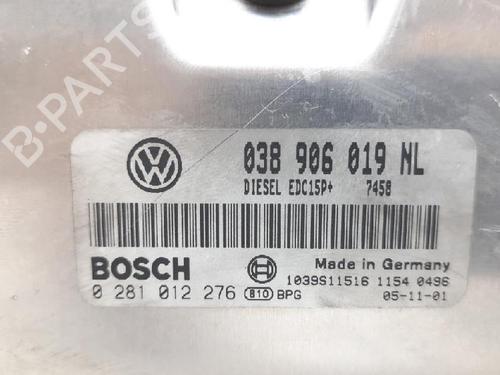 B-PARTS
038 906 019 NL
DIESEL EDC15P+ 7458
BOSCH
Made in Germany
0 281 012 276 B10 BPG
1039S11516 1154 0496
05-11-01